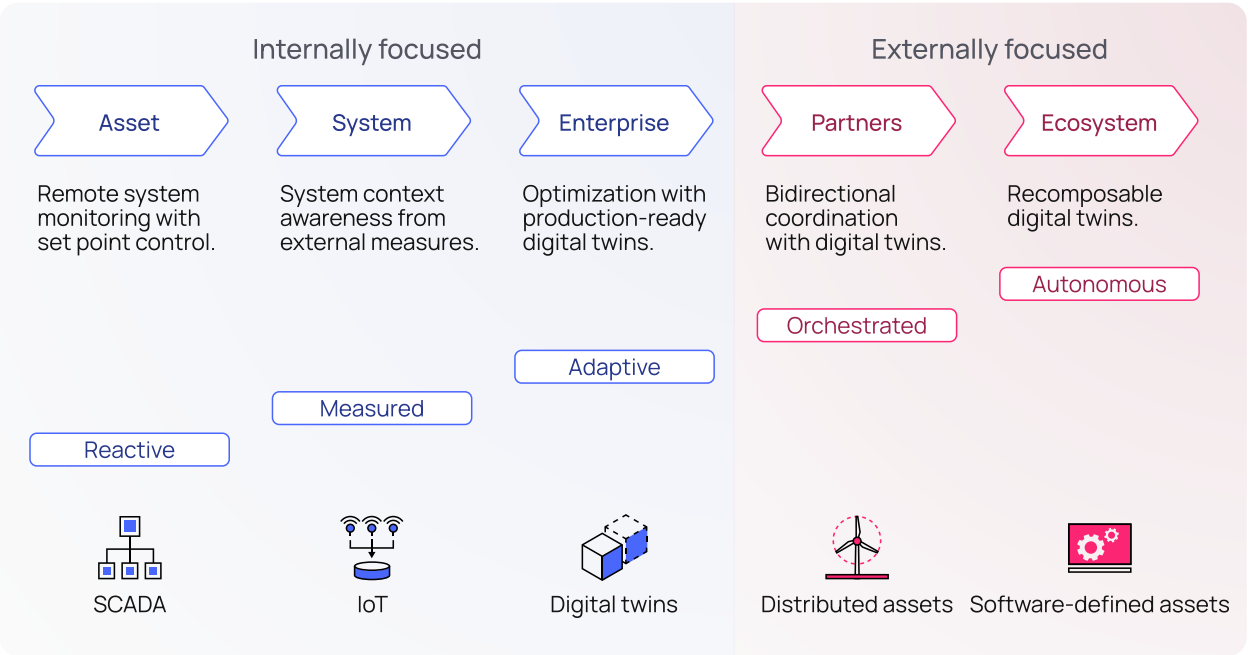 Internally focused
Externally focused
Asset
System
Enterprise
Partners
Ecosystem
Remote system
monitoring with
set point control.
System context
awareness from
external measures.
Optimization with
production-ready
digital twins.
Bidirectional
coordination
with digital twins.
Recomposable
digital twins.
Autonomous
Orchestrated
Adaptive
Measured
Reactive
SCADA
IoT
Digital twins
Distributed assets
Software-defined assets